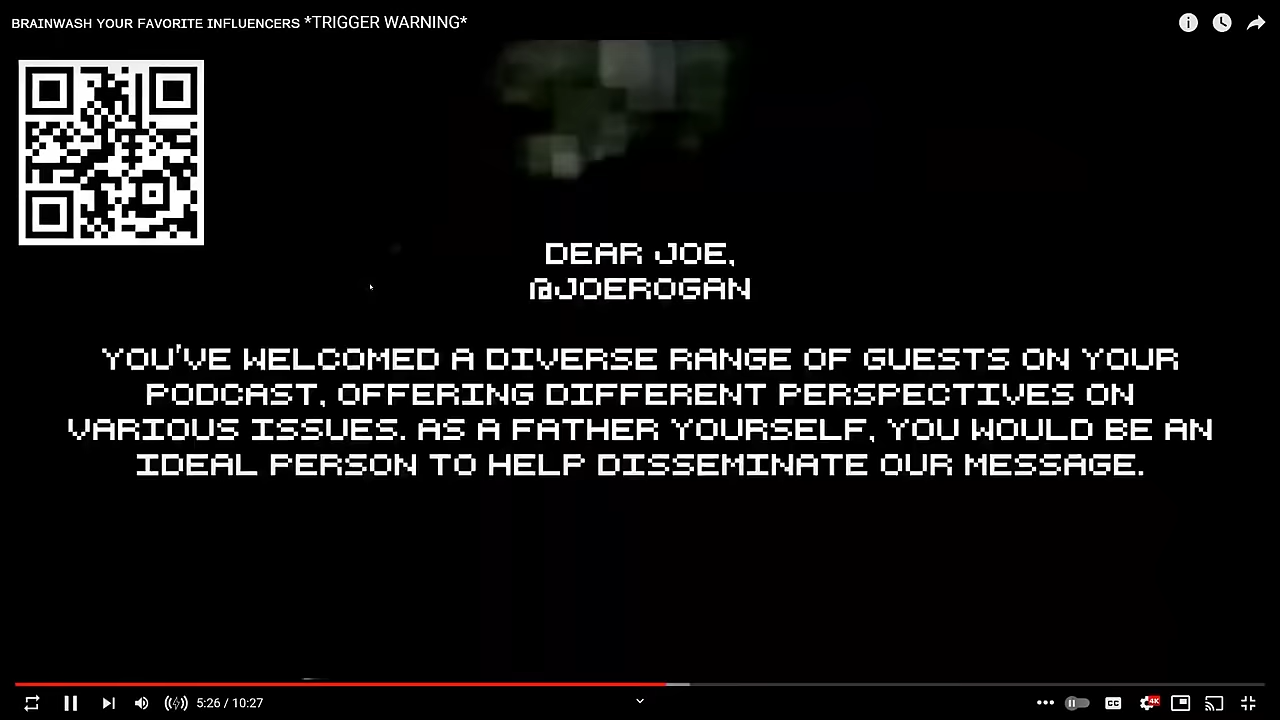 BRAINWASH YOUR FAVORITE INFLUENCERS *TRIGGER WARNING*
DEAR JOE,
@JOEROGAN
YOU'VE WELCOMED A DIVERSE RANGE OF GUESTS ON YOUR
PODCAST, OFFERING DIFFERENT PERSPECTIVES ON
VARIOUS ISSUES. AS A FATHER YOURSELF, YOU WOULD BE AN
IDEAL PERSON TO HELP DISSEMINATE OUR MESSAGE.
5:26 / 10:27
CC
4K